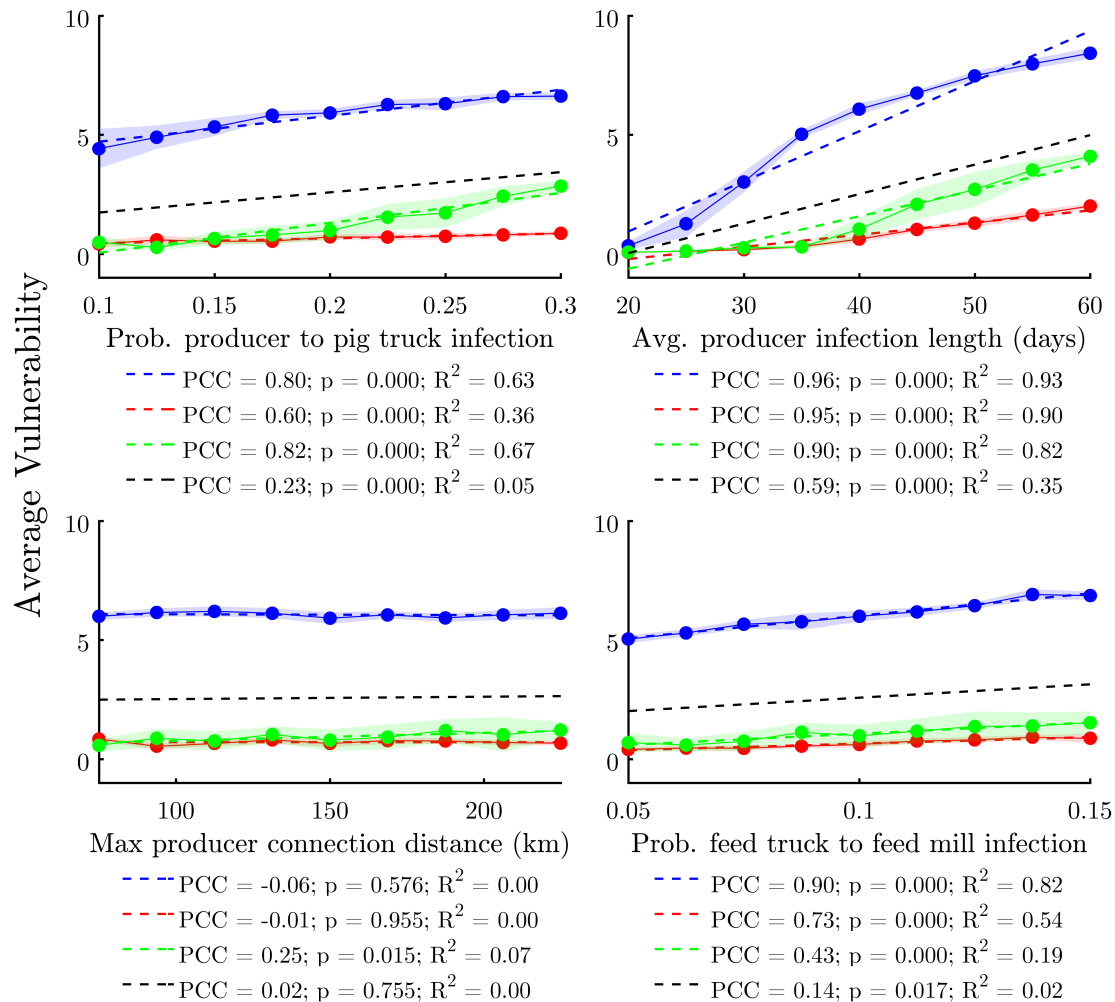 Average Vulnerability
10
5
0
0.1 0.15 0.2 0.25 0.3
Prob. producer to pig truck infection
PCC = 0.80; p = 0.000; R² = 0.63
PCC = 0.60; p = 0.000; R² = 0.36
PCC = 0.82; p = 0.000; R² = 0.67
PCC = 0.23; p = 0.000; R² = 0.05
10
5
0
20 30 40 50 60
Avg. producer infection length (days)
PCC = 0.96; p = 0.000; R² = 0.93
PCC = 0.95; p = 0.000; R² = 0.90
PCC = 0.90; p = 0.000; R² = 0.82
PCC = 0.59; p = 0.000; R² = 0.35
10
5
0
100 150 200
Max producer connection distance (km)
PCC = -0.06; p = 0.576; R² = 0.00
PCC = -0.01; p = 0.955; R² = 0.00
PCC = 0.25; p = 0.015; R² = 0.07
PCC = 0.02; p = 0.755; R² = 0.00
10
5
0
0.05 0.1 0.15
Prob. feed truck to feed mill infection
PCC = 0.90; p = 0.000; R² = 0.82
PCC = 0.73; p = 0.000; R² = 0.54
PCC = 0.43; p = 0.000; R² = 0.19
PCC = 0.14; p = 0.017; R² = 0.02